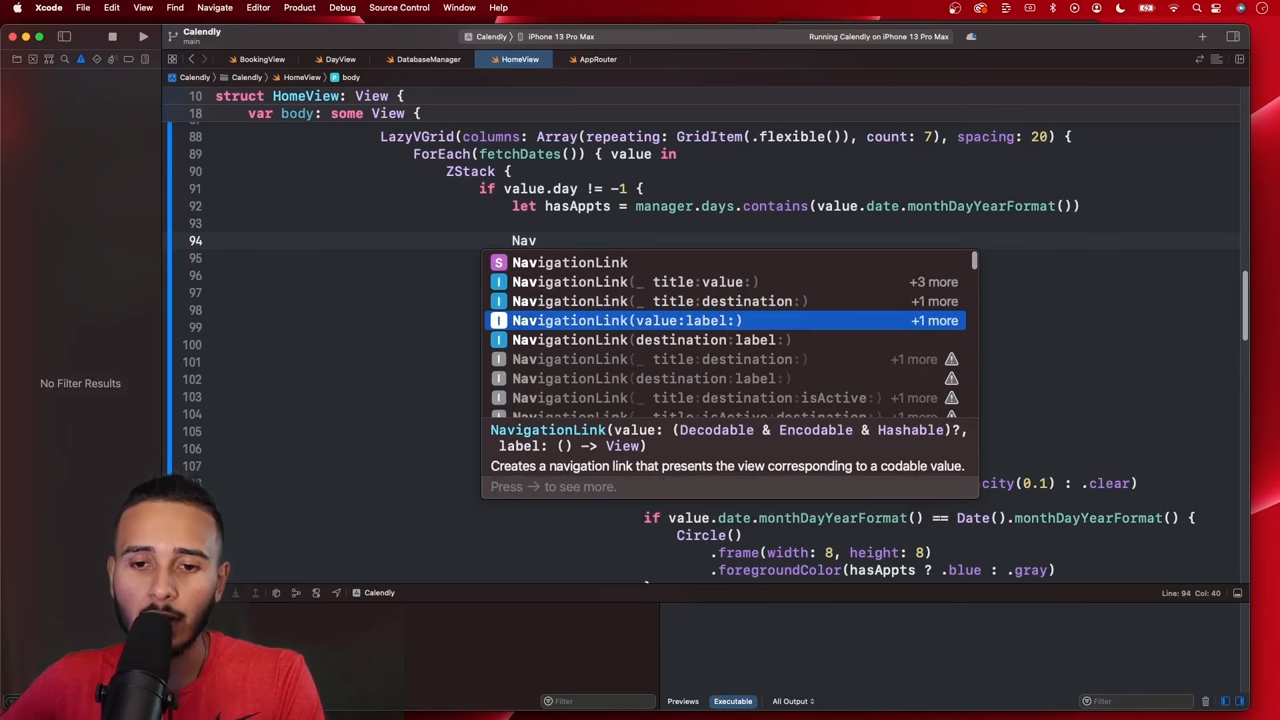 Xcode File Edit View Find Navigate Editor Product Debug Source Control Window Help
Calendly
main
Calendly 〉 iPhone 13 Pro Max
Running Calendly on iPhone 13 Pro Max
BookingView DayView DatabaseManager HomeView AppRouter
Calendly 〉 Calendly 〉 HomeView 〉 body
10 struct HomeView: View {
18 var body: some View {
88 LazyVGrid(columns: Array(repeating: GridItem(.flexible()), count: 7), spacing: 20) {
89 ForEach(fetchDates()) { value in
90 ZStack {
91 if value.day != -1 {
92 let hasAppts = manager.days.contains(value.date.monthDayYearFormat())
93
94 Nav
95
96
97
98
99
100
101
102
103
104
105
106
107
S NavigationLink
I NavigationLink(_ title:value:) +3 more
I NavigationLink(_ title:destination:) +1 more
I NavigationLink(value:label:) +1 more
I NavigationLink(destination:label:)
I NavigationLink(_ title:destination:) +1 more
I NavigationLink(destination:label:)
I NavigationLink(_ title:destination:isActive:) +1 more
NavigationLink(_ title:isActive:destination:) +1 more
NavigationLink(value: (Decodable & Encodable & Hashable)?,
label: () -> View)
Creates a navigation link that presents the view corresponding to a codable value.
Press → to see more.
No Filter Results
city(0.1) : .clear)
if value.date.monthDayYearFormat() == Date().monthDayYearFormat() {
Circle()
.frame(width: 8, height: 8)
.foregroundColor(hasAppts ? .blue : .gray)
Calendly
Line: 94 Col: 40
Filter
Previews Executable All Output
Filter